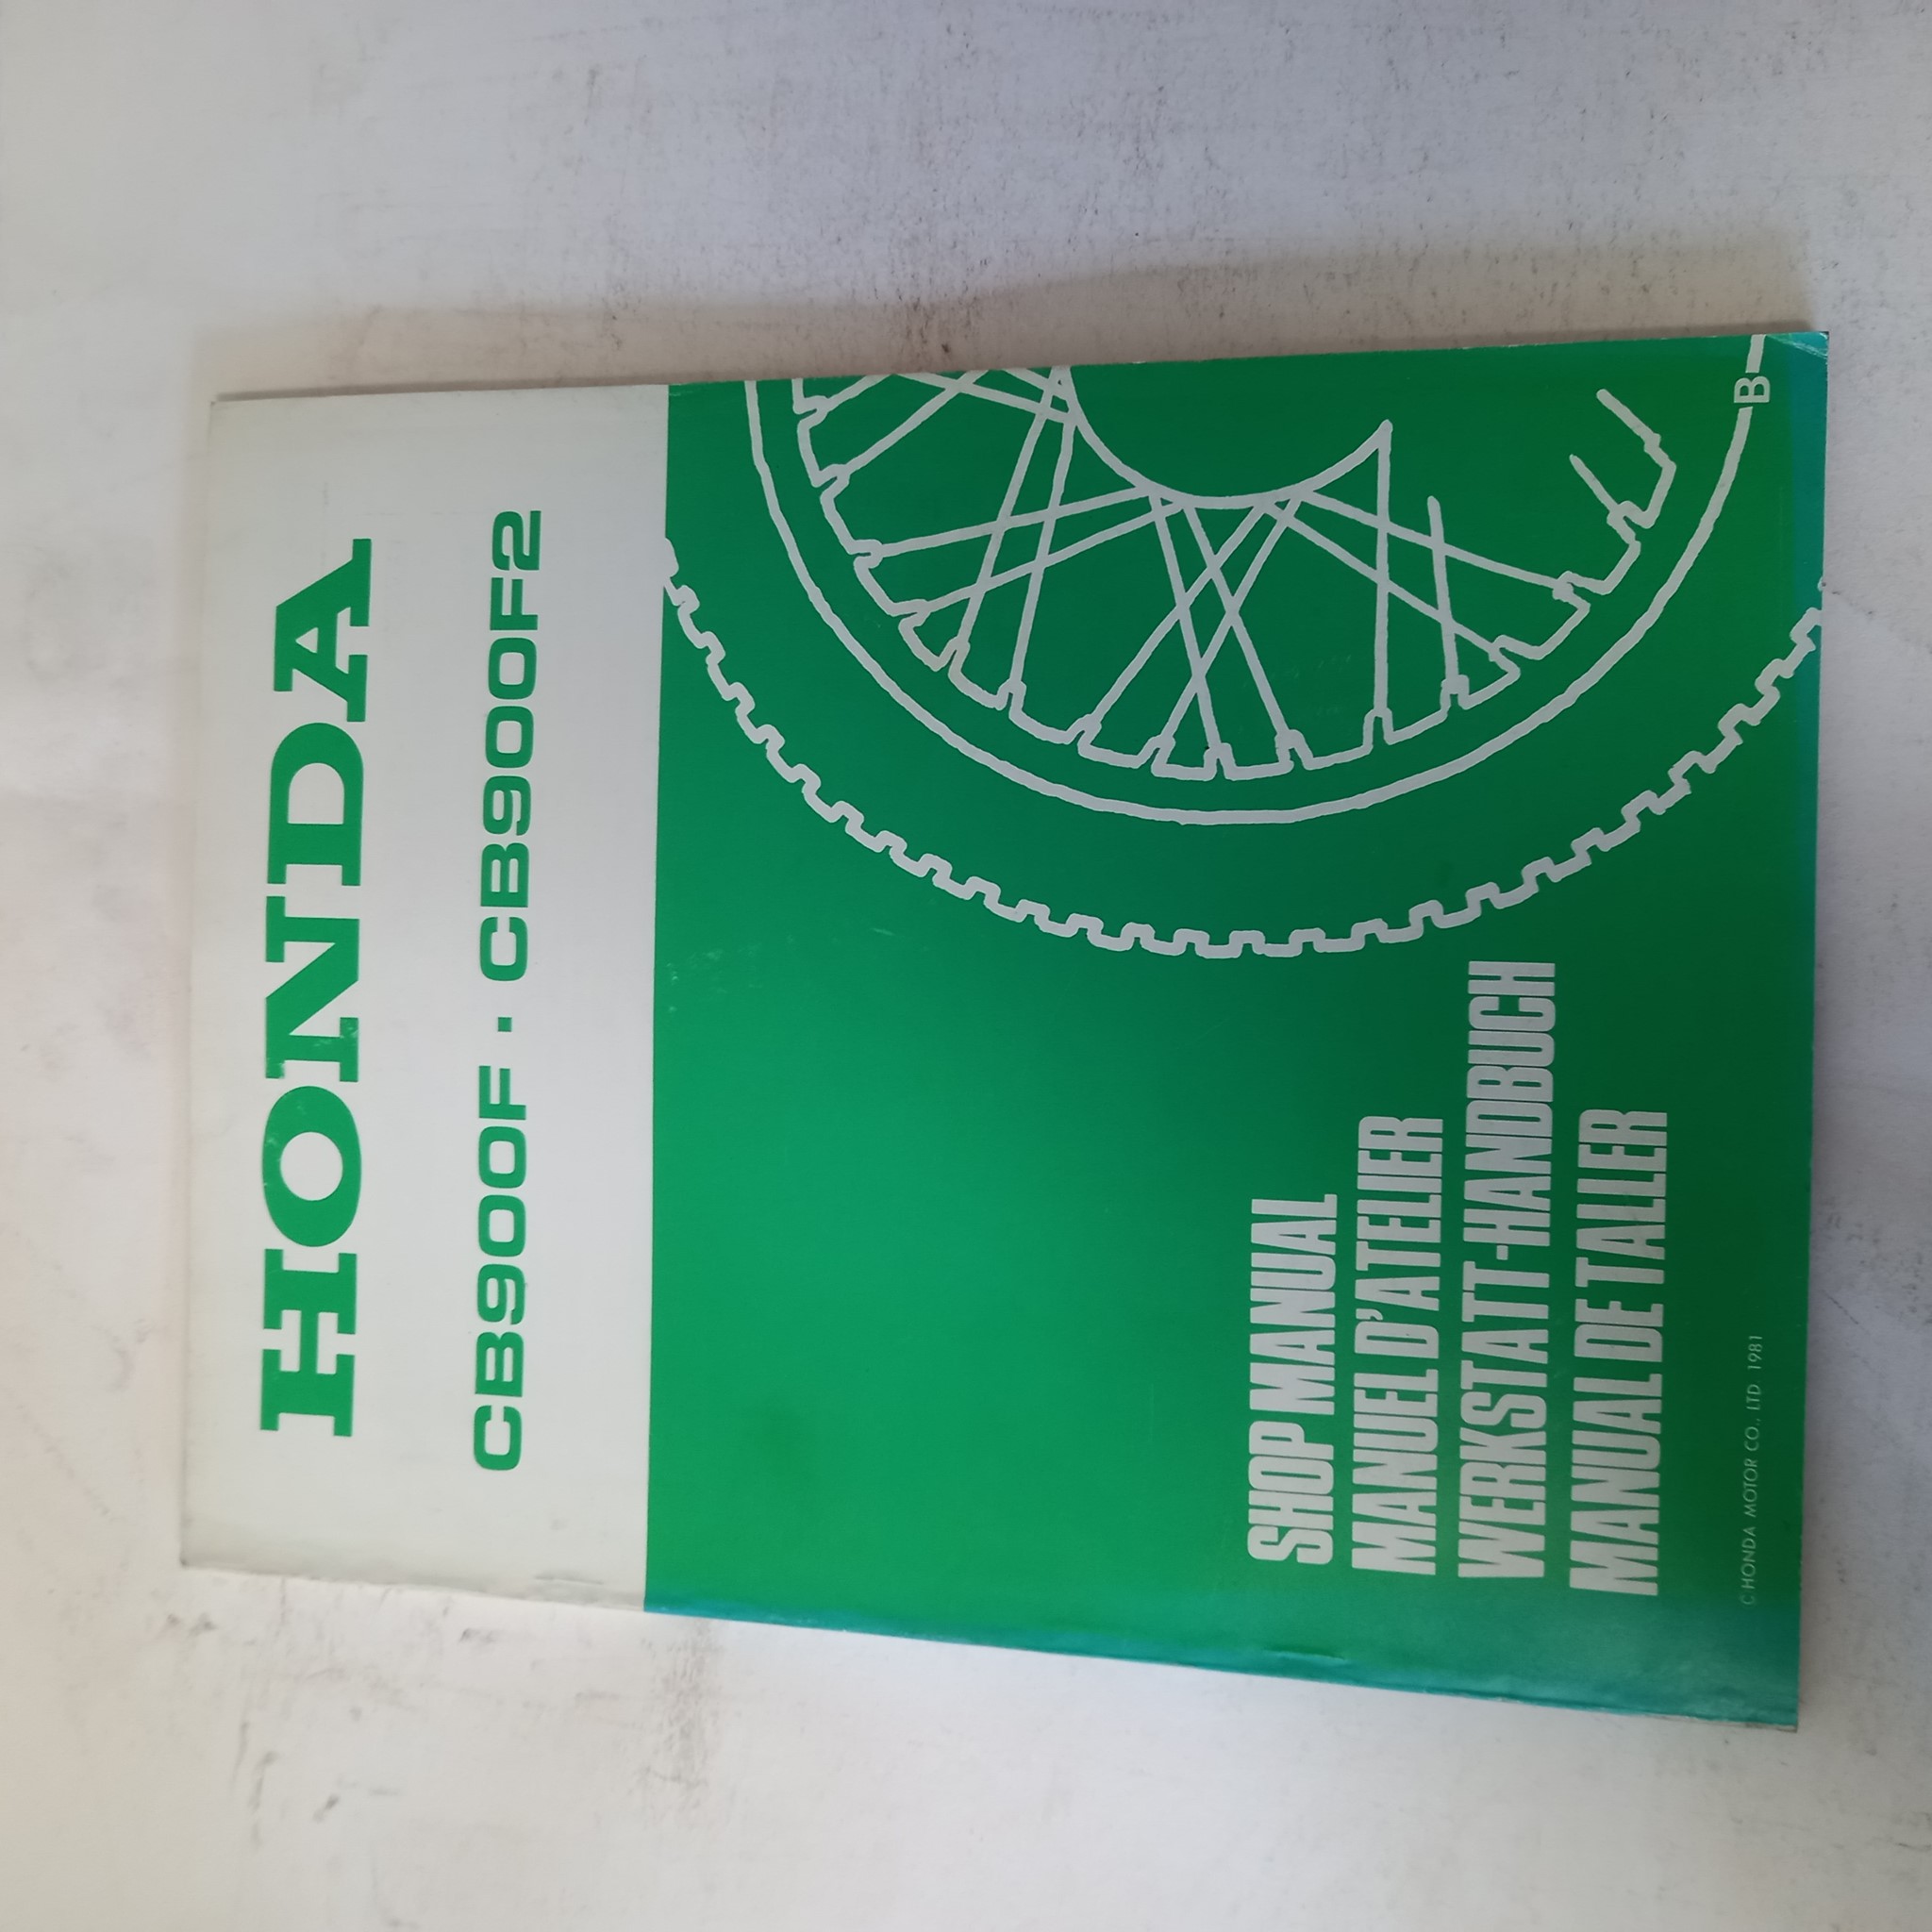 HONDA
CB900F · CB900F2
B
SHOP MANUAL
MANUEL D'ATELIER
WERKSTATT-HANDBUCH
MANUAL DE TALLER
C HONDA MOTOR CO., LTD 1981